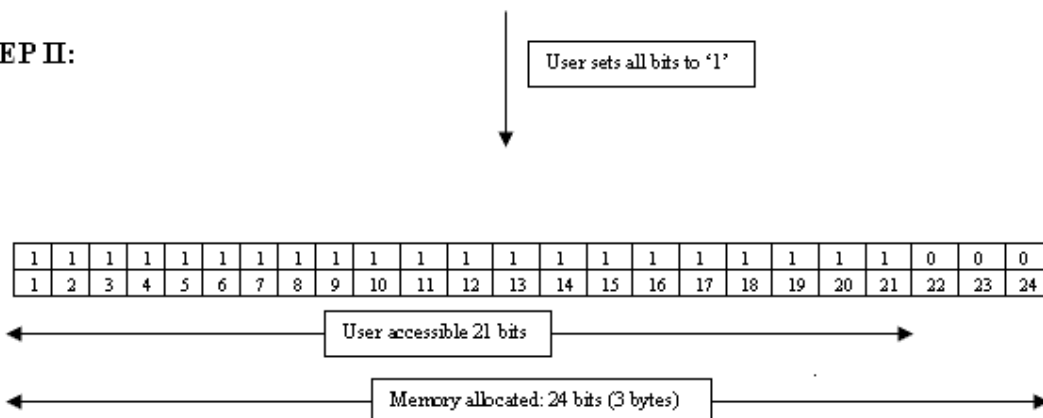 EP II:
User sets all bits to ‘1’
1 1 1 1 1 1 1 1 1 1 1 1 1 1 1 1 1 1 1 1 1 0 0 0
1 2 3 4 5 6 7 8 9 10 11 12 13 14 15 16 17 18 19 20 21 22 23 24
User accessible 21 bits
Memory allocated: 24 bits (3 bytes)